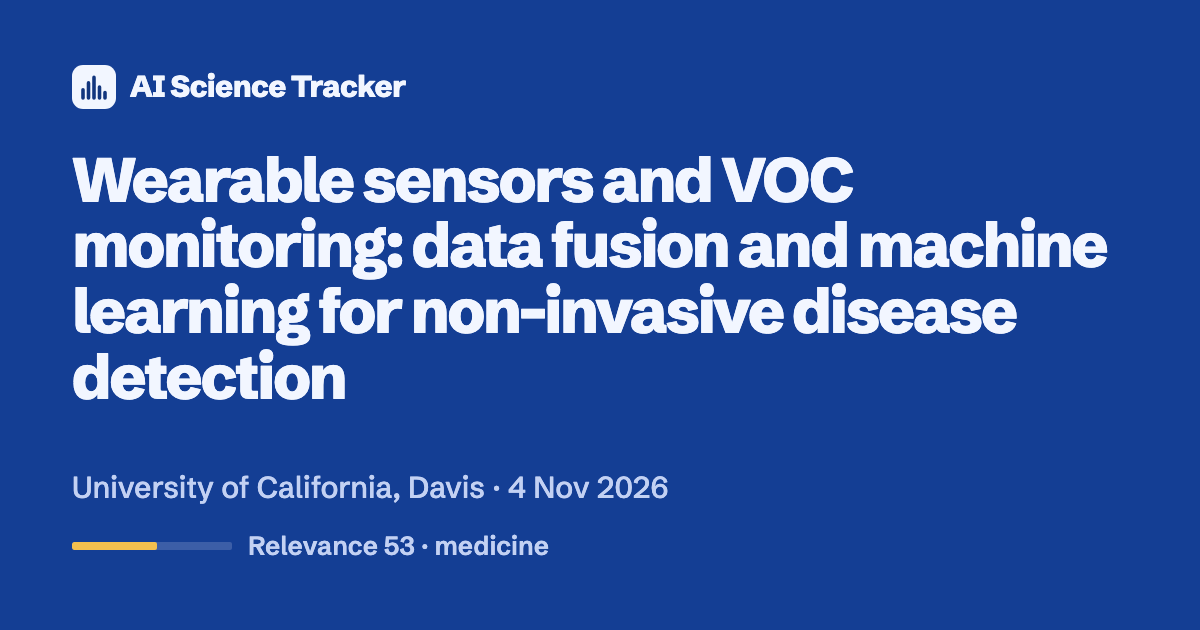 AI Science Tracker
Wearable sensors and VOC
monitoring: data fusion and machine
learning for non-invasive disease
detection
University of California, Davis · 4 Nov 2026
Relevance 53 · medicine